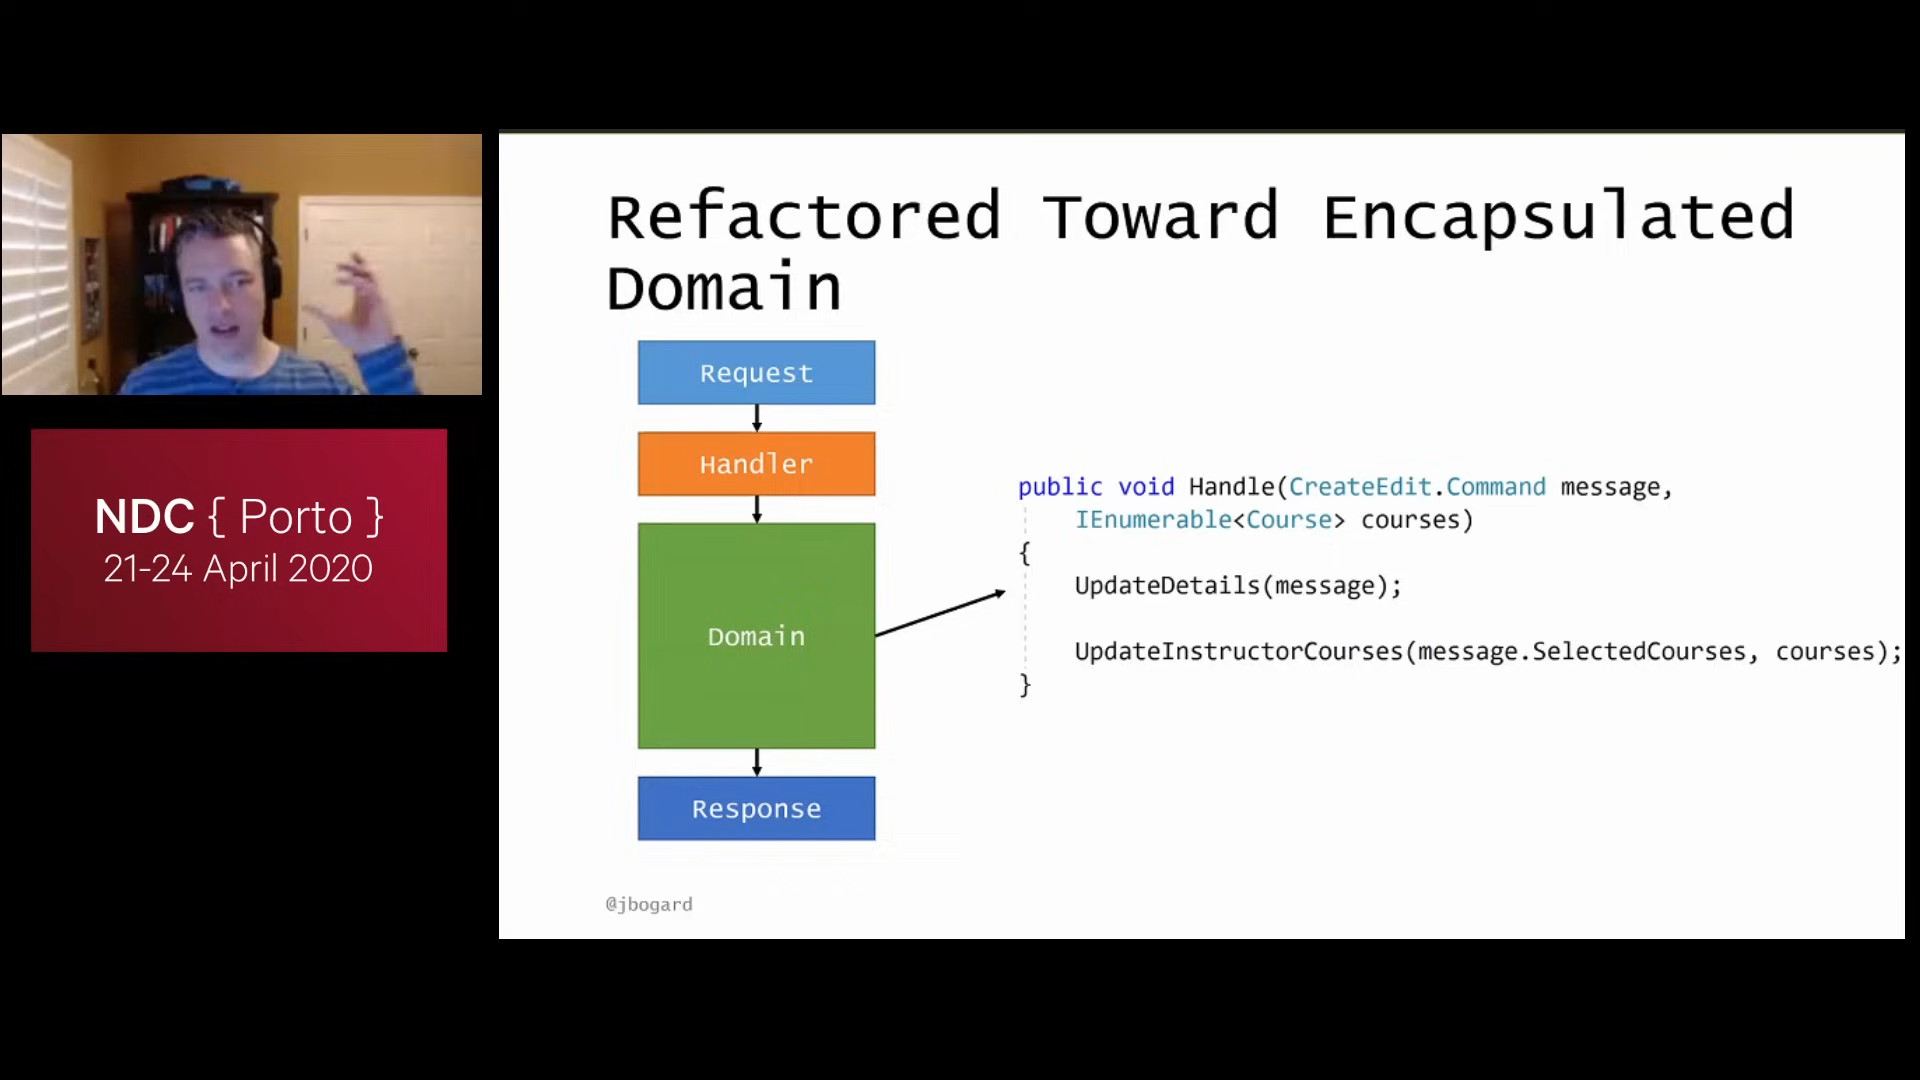 NDC { Porto }
21-24 April 2020
Refactored Toward Encapsulated
Domain
Request
Handler
Domain
Response
public void Handle(CreateEdit.Command message,
IEnumerable<Course> courses)
{
UpdateDetails(message);
UpdateInstructorCourses(message.SelectedCourses, courses);
}
@jbogard